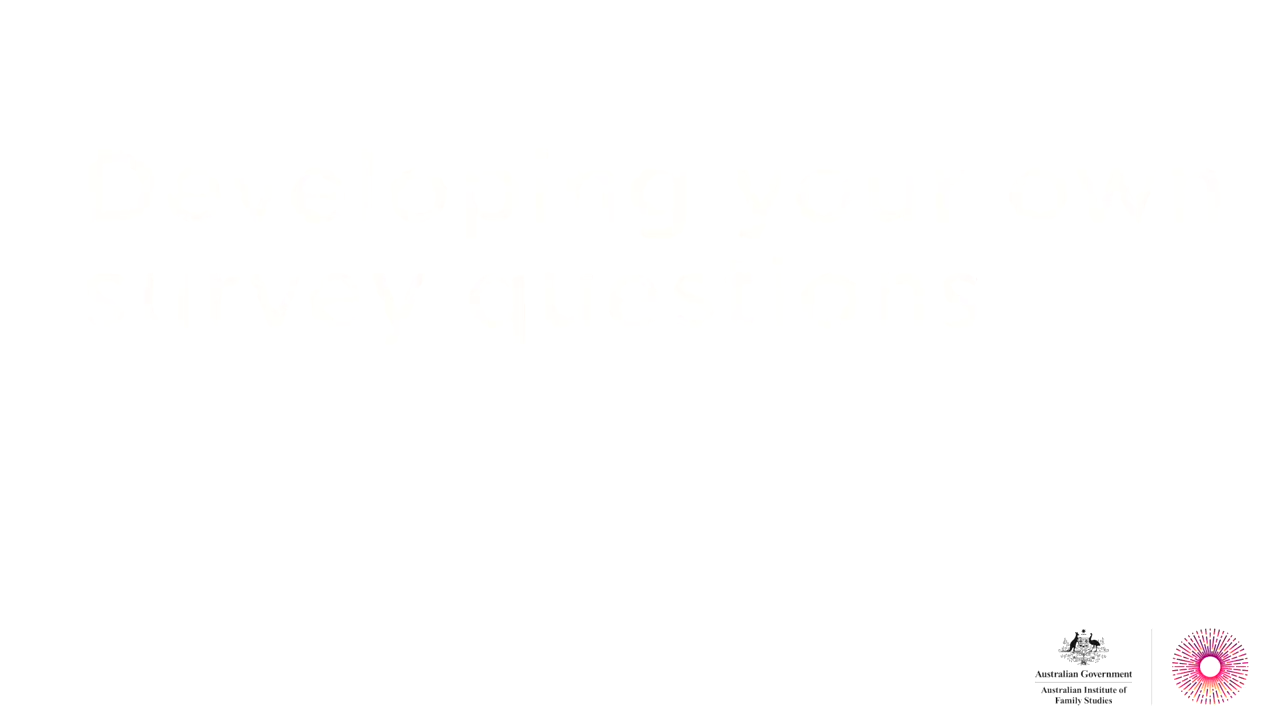 Developing your own
survey questions
Australian Government
Australian Institute of
Family Studies